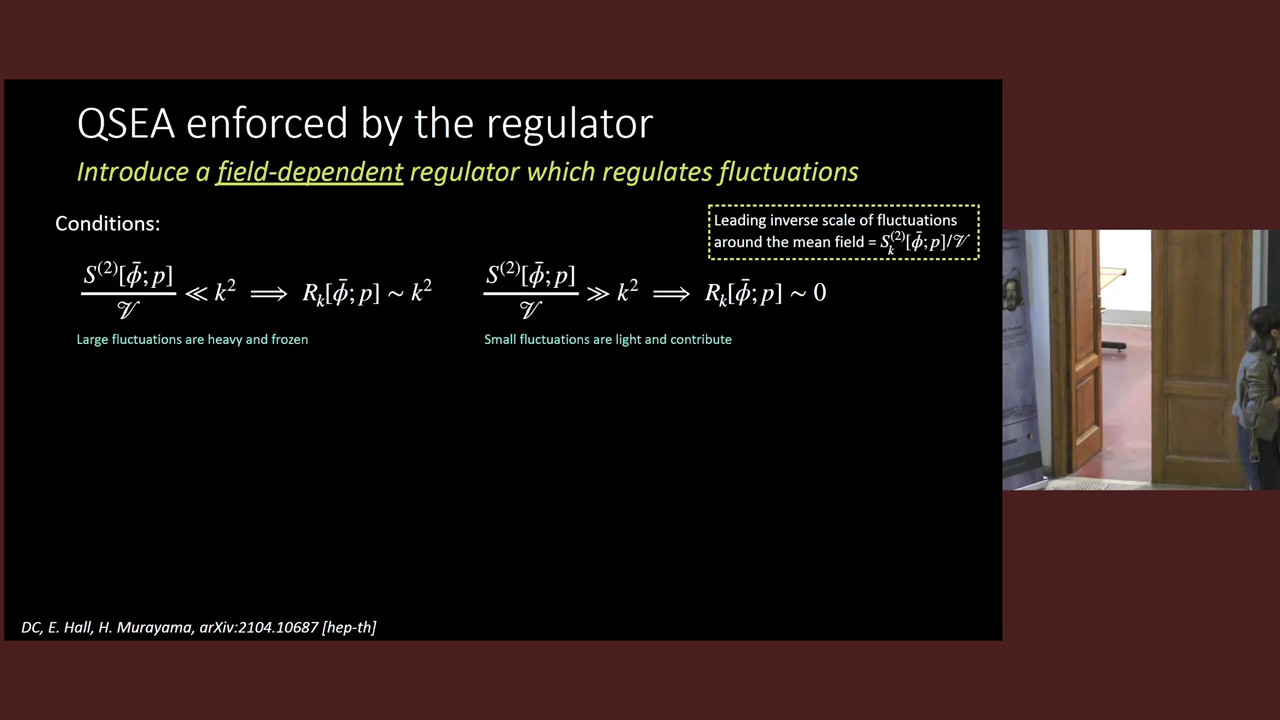 QSEA enforced by the regulator
Introduce a field-dependent regulator which regulates fluctuations
Conditions:
Leading inverse scale of fluctuations
around the mean field = S_k^{(2)}[ϕ̄;p]/𝒱
S^{(2)}[ϕ̄;p]/𝒱 ≪ k² ⟹ R_k[ϕ̄;p] ~ k²
S^{(2)}[ϕ̄;p]/𝒱 ≫ k² ⟹ R_k[ϕ̄;p] ~ 0
Large fluctuations are heavy and frozen
Small fluctuations are light and contribute
DC, E. Hall, H. Murayama, arXiv:2104.10687 [hep-th]